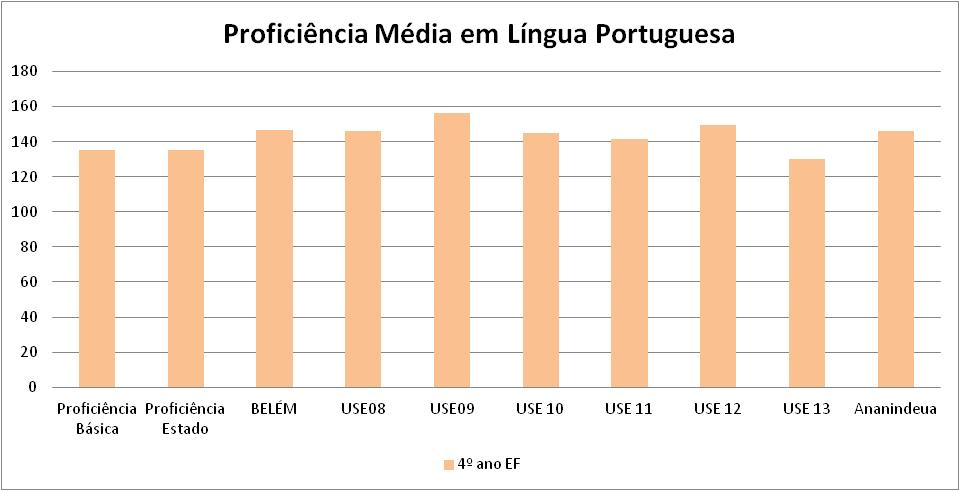 Proficiência Média em Língua Portuguesa
180
160
140
120
100
80
60
40
20
0
Proficiência Básica
Proficiência Estado
BELÉM
USE08
USE09
USE 10
USE 11
USE 12
USE 13
Ananindeua
4º ano EF